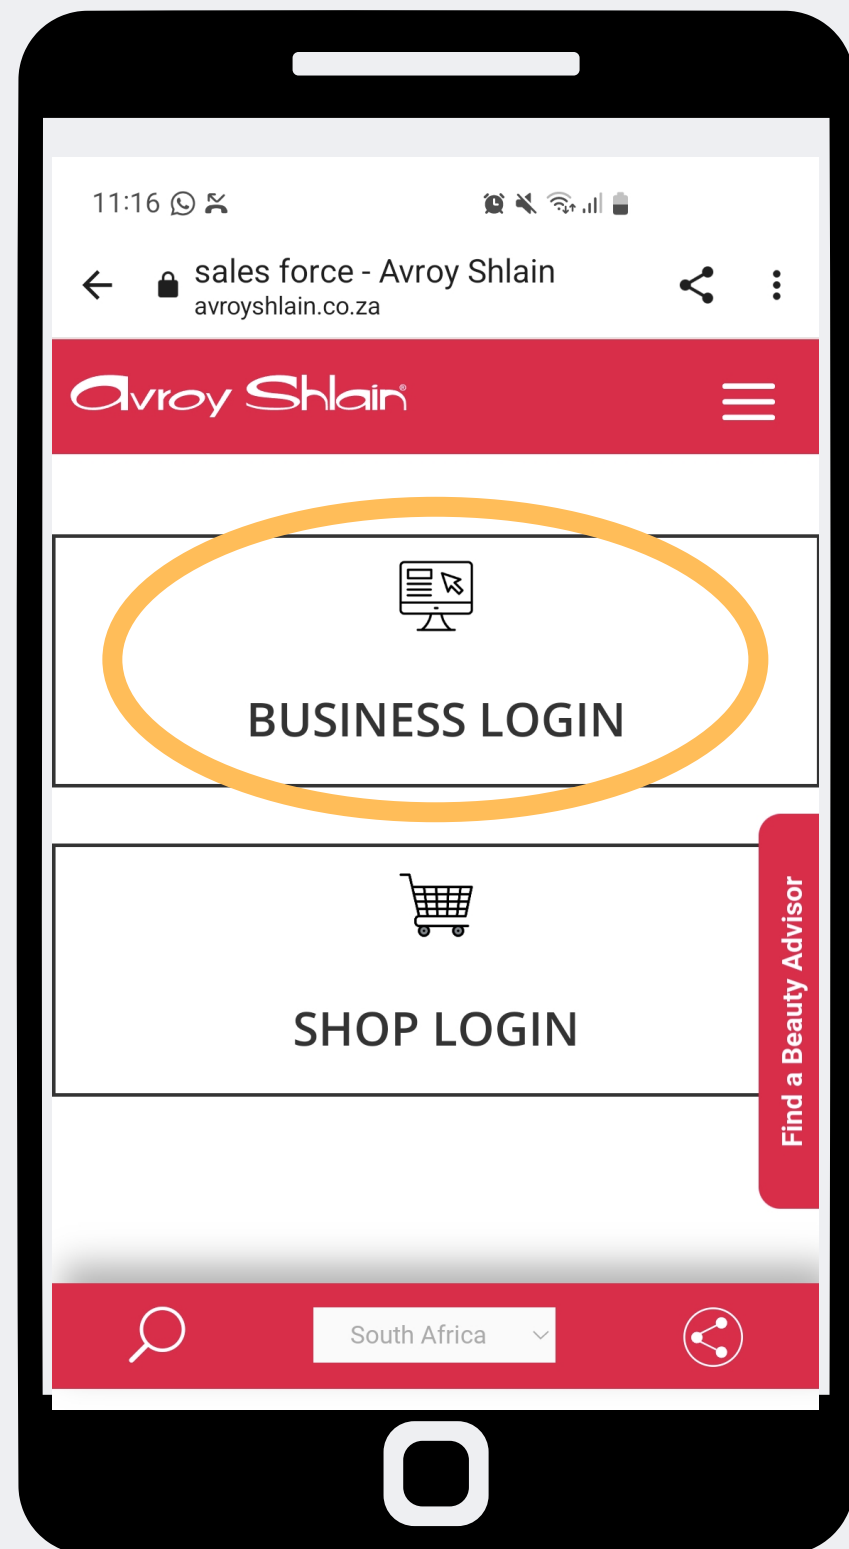 11:16
sales force - Avroy Shlain
avroyshlain.co.za
avroy Shlain®
BUSINESS LOGIN
SHOP LOGIN
Find a Beauty Advisor
South Africa